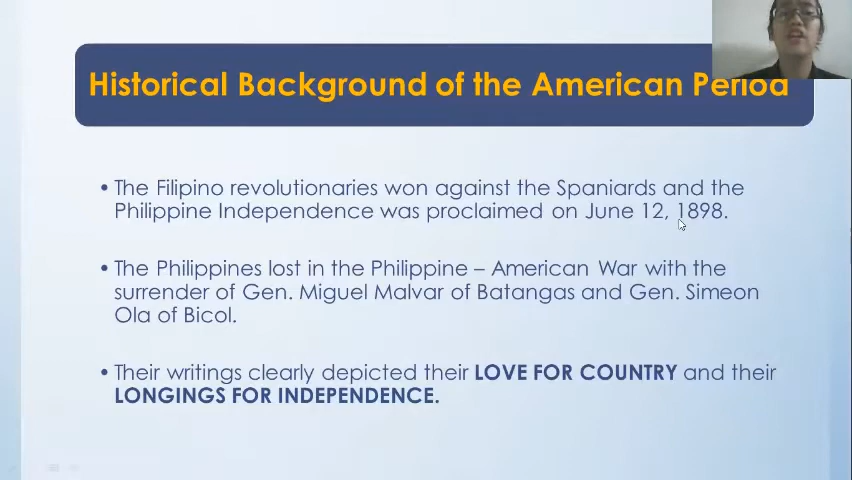 Historical Background of the American Period
• The Filipino revolutionaries won against the Spaniards and the
Philippine Independence was proclaimed on June 12, 1898.
• The Philippines lost in the Philippine – American War with the
surrender of Gen. Miguel Malvar of Batangas and Gen. Simeon
Ola of Bicol.
• Their writings clearly depicted their LOVE FOR COUNTRY and their
LONGINGS FOR INDEPENDENCE.